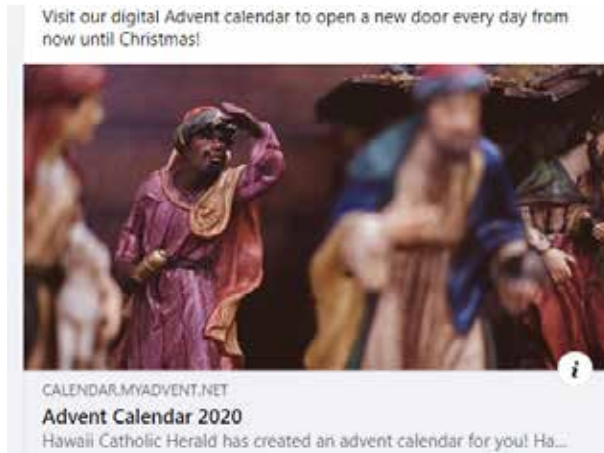 Visit our digital Advent calendar to open a new door every day from
now until Christmas!
i
CALENDAR.MYADVENT.NET
Advent Calendar 2020
Hawaii Catholic Herald has created an advent calendar for you! Ha...